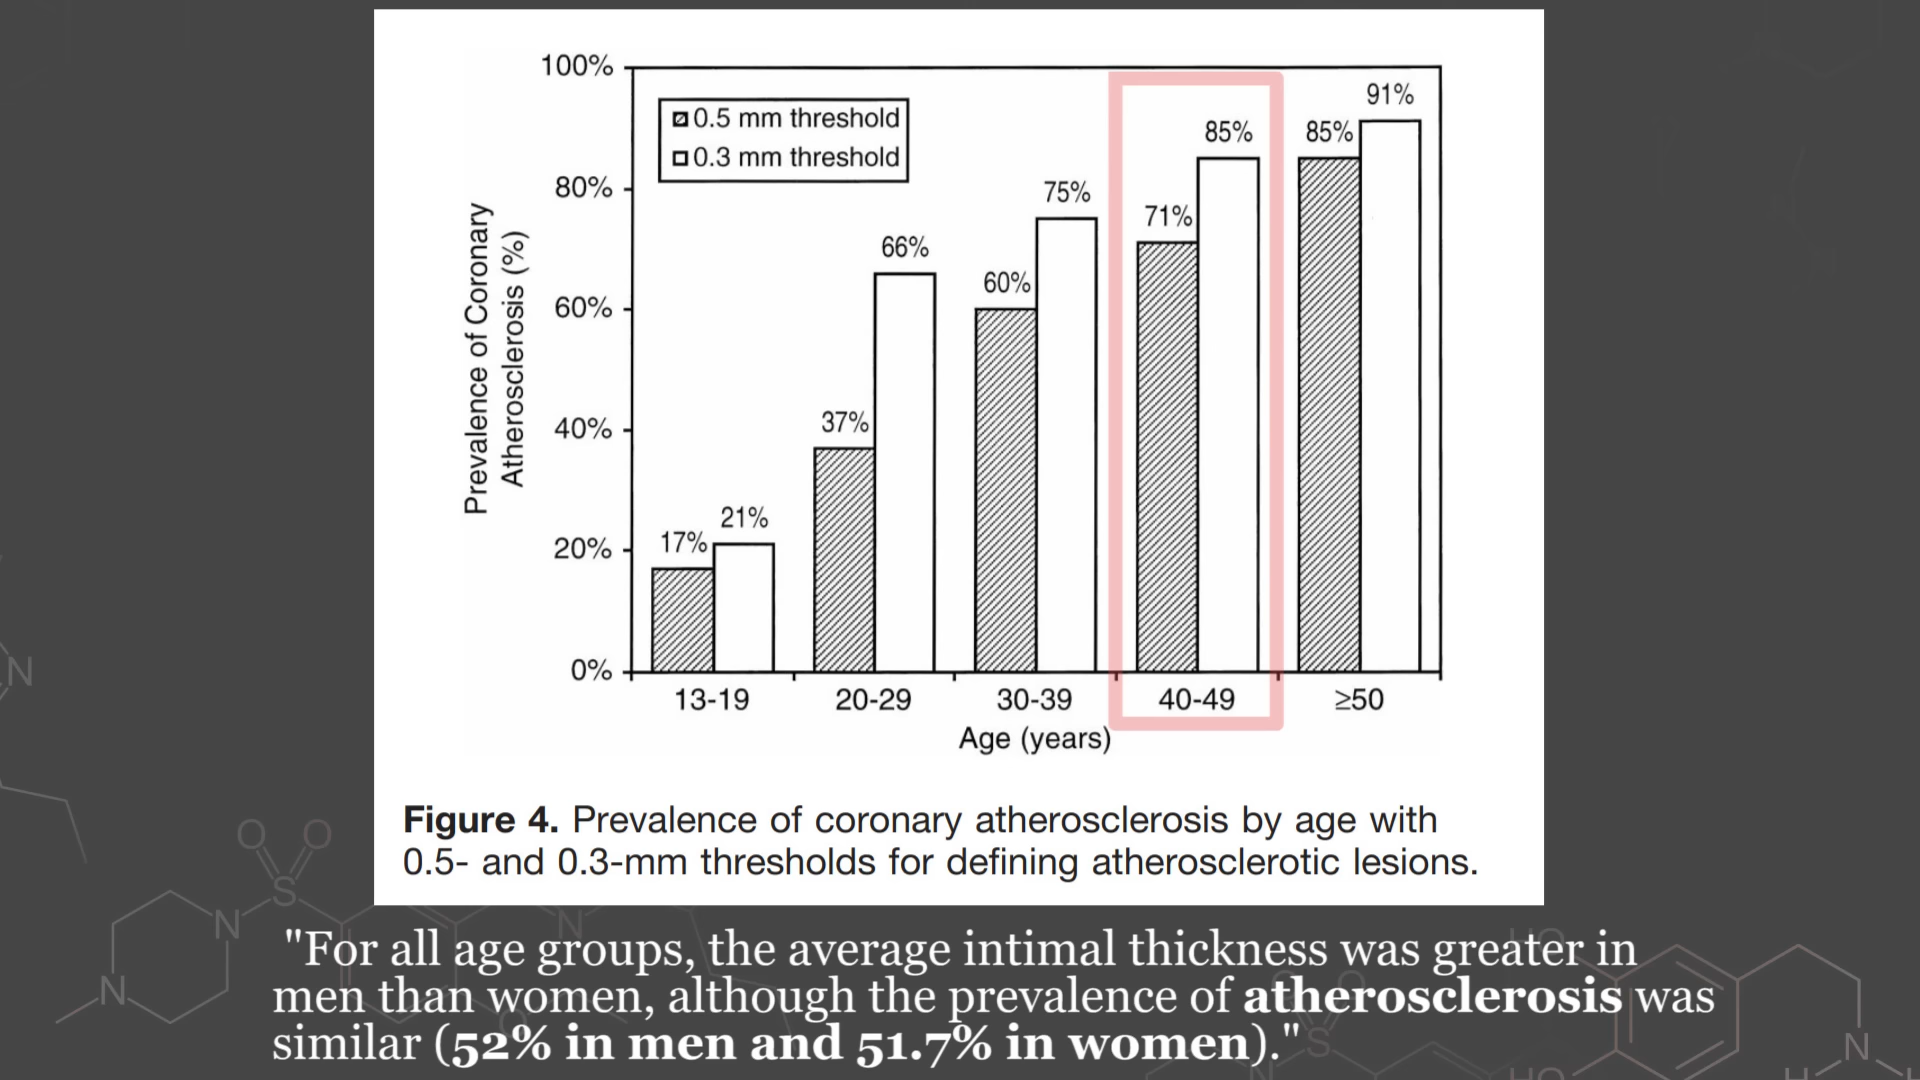 100%
80%
60%
40%
20%
0%
Prevalence of Coronary
Atherosclerosis (%)
0.5 mm threshold
0.3 mm threshold
17%
21%
37%
66%
60%
75%
71%
85%
85%
91%
13-19
20-29
30-39
40-49
≥50
Age (years)
Figure 4. Prevalence of coronary atherosclerosis by age with
0.5- and 0.3-mm thresholds for defining atherosclerotic lesions.
"For all age groups, the average intimal thickness was greater in
men than women, although the prevalence of atherosclerosis was
similar (52% in men and 51.7% in women)."
N
O O
S
N
N
N
O
HO
O O
S
N
HO
N
H H